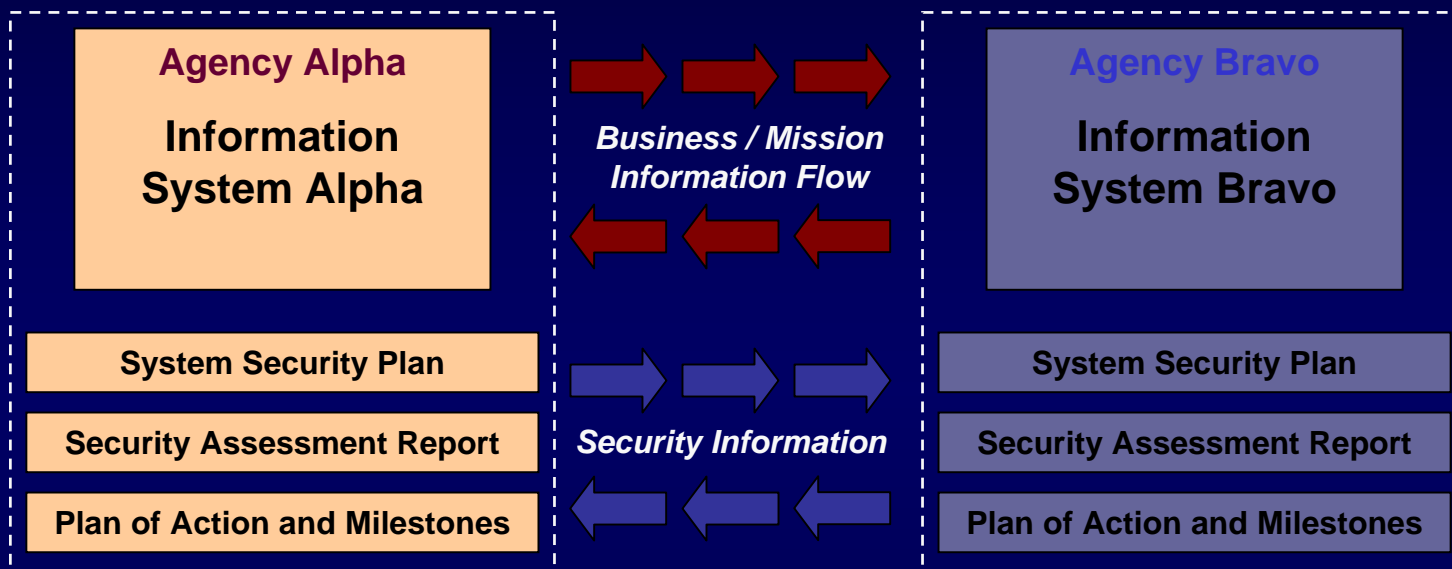 Agency Alpha
Information
System Alpha
System Security Plan
Security Assessment Report
Plan of Action and Milestones
Business / Mission
Information Flow
Security Information
Agency Bravo
Information
System Bravo
System Security Plan
Security Assessment Report
Plan of Action and Milestones